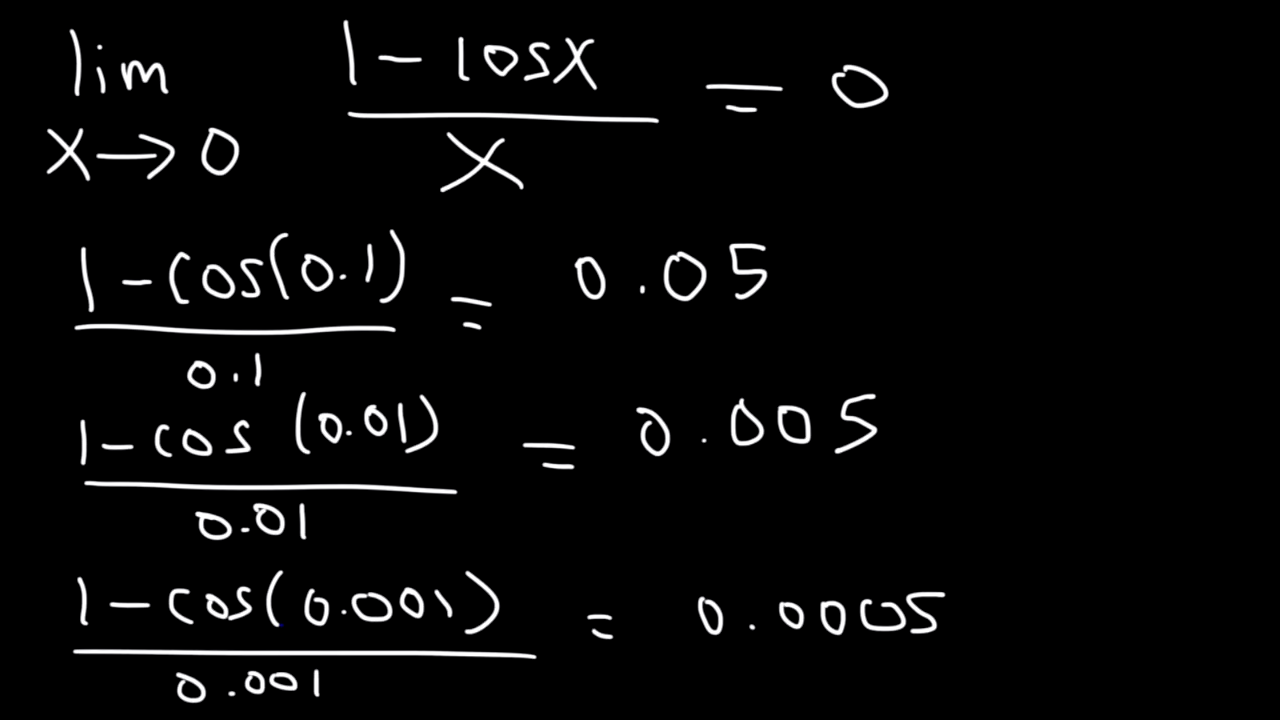 lim x→0 (1 - cosx)/x = 0
(1 - cos(0.1))/0.1 = 0.05
(1 - cos (0.01))/0.01 = 0.005
(1 - cos(0.001))/0.001 = 0.0005